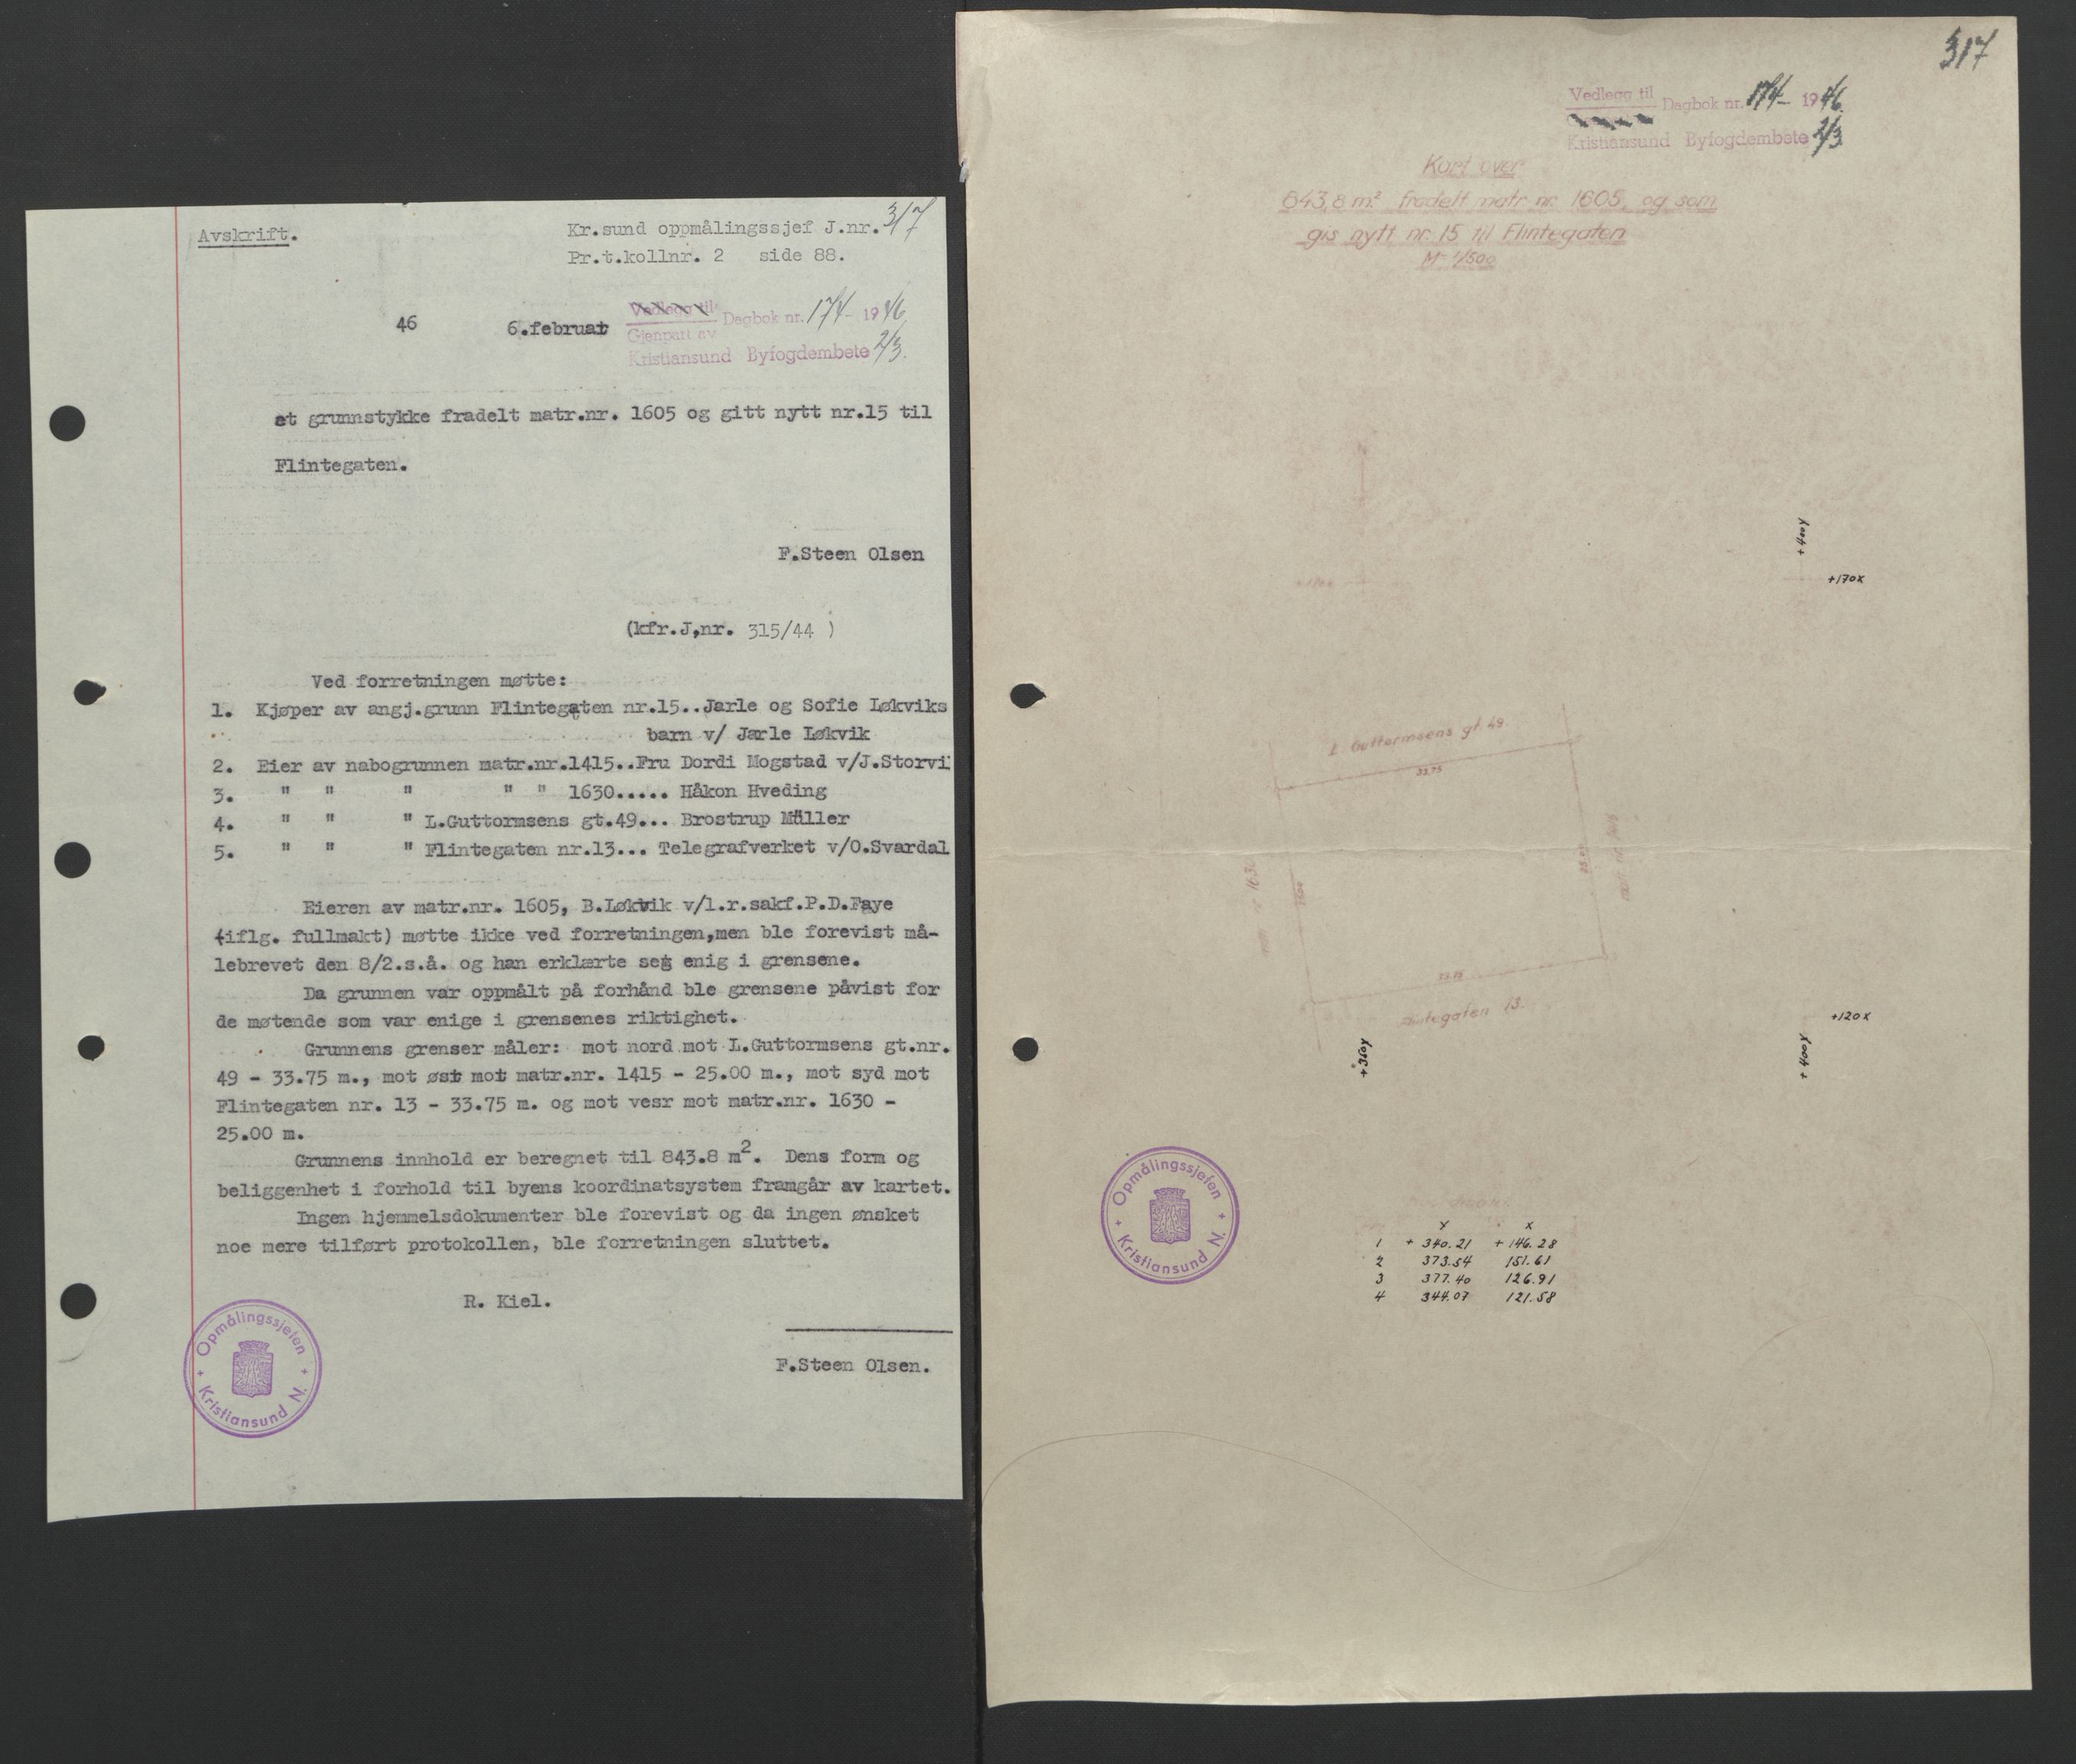 Avskrift.
Kr.sund oppmålingssjef J.nr. 317
Pr.t.kollnr. 2 side 88.
46 6.februar
Vedlegg til
Gjenpart av
Dagbok nr. 174 - 1946.
Kristiansund Byfogdembete 2/3.
et grunnstykke fradelt matr.nr. 1605 og gitt nytt nr.15 til
Flintegaten.
F.Steen Olsen
(kfr.J,nr. 315/44 )
Ved forretningen møtte:
1. Kjøper av angj.grunn Flintegaten nr.15..Jarle og Sofie Løkviks
barn v/ Jarle Løkvik
2. Eier av nabogrunnen matr.nr.1415..Fru Dordi Mogstad v/J.Storvi
3. " " " " " 1630..... Håkon Hveding
4. " " " L.Guttormsens gt.49... Brostrup Müller
5. " " " Flintegaten nr.13... Telegrafverket v/O.Svardal
Eieren av matr.nr. 1605, B.Løkvik v/l.r.sakf.P.D.Faye
(iflg. fullmakt) møtte ikke ved forretningen,men ble forevist må-
lebrevet den 8/2.s.å. og han erklærte seg enig i grensene.
Da grunnen var oppmålt på forhånd ble grensene påvist for
de møtende som var enige i grensenes riktighet.
Grunnens grenser måler: mot nord mot L.Guttormsens gt.nr.
49 - 33.75 m., mot øst mot matr.nr. 1415 - 25.00 m., mot syd mot
Flintegaten nr. 13 - 33.75 m. og mot vesr mot matr.nr. 1630 -
25.00 m.
Grunnens innhold er beregnet til 843.8 m2. Dens form og
beliggenhet i forhold til byens koordinatsystem framgår av kartet.
Ingen hjemmelsdokumenter ble forevist og da ingen ønsket
noe mere tilført protokollen, ble forretningen sluttet.
R. Kiel.
F.Steen Olsen.
Opmålingssjefen
Kristiansund N.
317
Vedlegg til
Dagbok nr. 174 - 1946.
Kristiansund Byfogdembete 2/3
Kart over
843,8 m² fradelt matr. nr. 1605, og som
gis nytt nr. 15 til Flintegaten
M = 1/500
+ 400Y
+170X
L. Guttormsens gt. 49.
33.75
matr. nr. 1630
25.00
33.75
Flintegaten 13.
+350Y
+120X
+ 400Y
Y X
1 + 340.21 + 146.28
2 373.54 151.61
3 377.40 126.91
4 344.07 121.58
Opmålingssjefen
Kristiansund N.